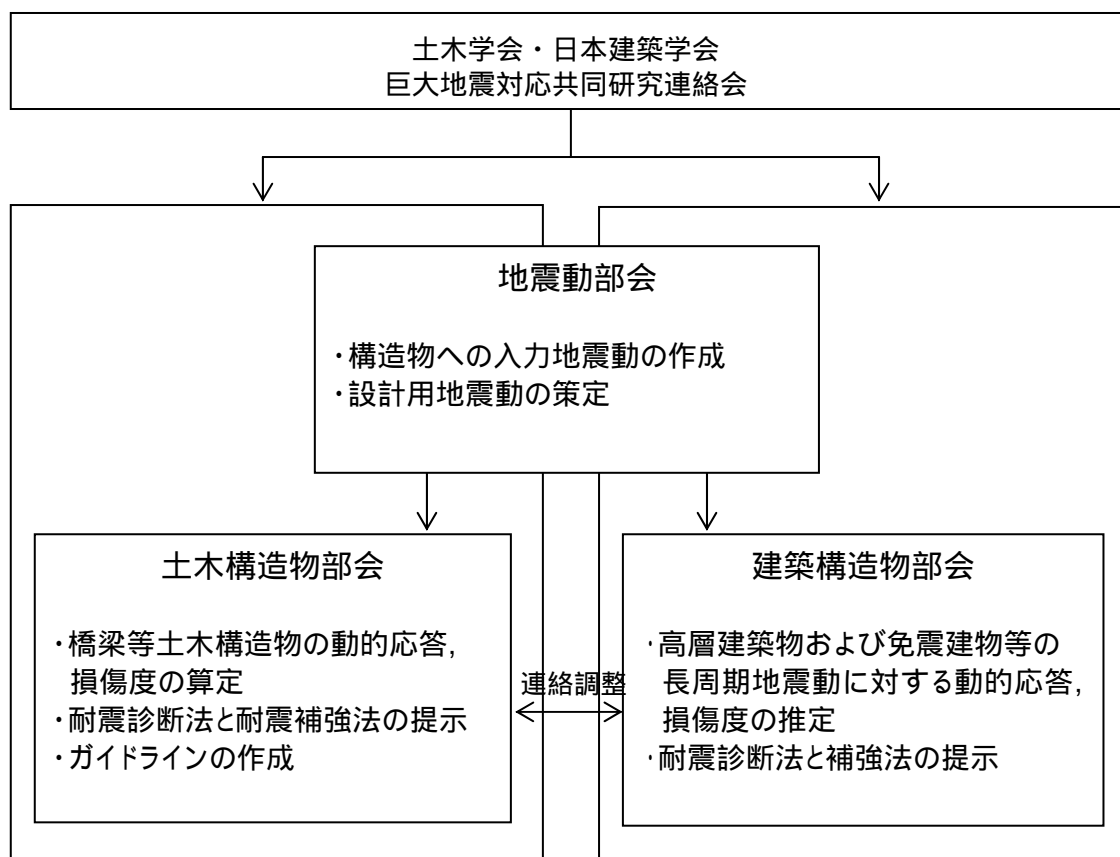 土木学会・日本建築学会
巨大地震対応共同研究連絡会
地震動部会
・構造物への入力地震動の作成
・設計用地震動の策定
土木構造物部会
・橋梁等土木構造物の動的応答,
損傷度の算定
・耐震診断法と耐震補強法の提示
・ガイドラインの作成
連絡調整
建築構造物部会
・高層建築物および免震建物等の
長周期地震動に対する動的応答,
損傷度の推定
・耐震診断法と補強法の提示